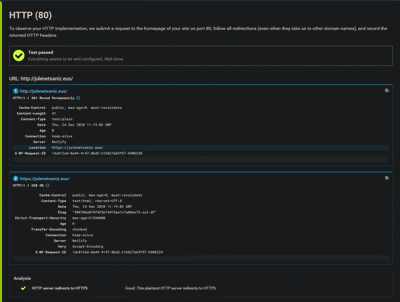 HTTP (80)
To observe your HTTP implementation, we submit a request to the homepage of your site on port 80, follow all redirections (even when they take us to other domain names), and record the
returned HTTP headers.
Test passed
Everything seems to be well configured. Well done.
URL: http://julenetxaniz.eus/
1 http://julenetxaniz.eus/
HTTP/1.1 301 Moved Permanently
Cache-Control public, max-age=0, must-revalidate
Content-Length 41
Content-Type text/plain
Date Thu, 24 Dec 2020 11:19:02 GMT
Age 0
Connection keep-alive
Server Netlify
Location https://julenetxaniz.eus/
X-NF-Request-ID
2 https://julenetxaniz.eus/
HTTP/1.1 200 OK
Cache-Control public, max-age=0, must-revalidate
Content-Type text/html; charset=UTF-8
Date Thu, 24 Dec 2020 11:19:02 GMT
Etag
Strict-Transport-Security max-age=31536000
Age 0
Transfer-Encoding chunked
Connection keep-alive
Server Netlify
Vary Accept-Encoding
X-NF-Request-ID
Analysis
HTTP server redirects to HTTPS Good. This plaintext HTTP server redirects to HTTPS.